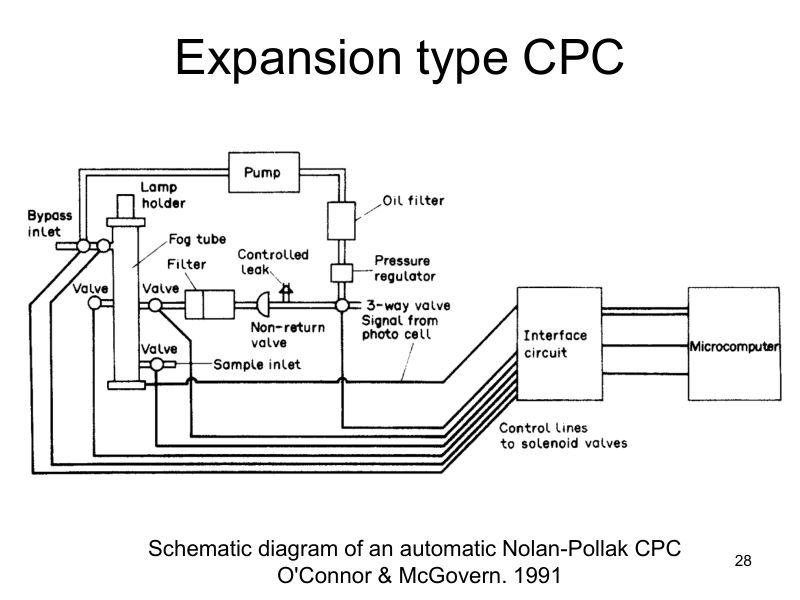 Expansion type CPC
Pump
Lamp
holder
Oil filter
Bypass
inlet
Fog tube
Controlled
leak
Filter
Pressure
regulator
Valve
Valve
3-way valve
Signal from
photo cell
Non-return
valve
Interface
circuit
Microcomputer
Valve
Sample inlet
Control lines
to solenoid valves
Schematic diagram of an automatic Nolan-Pollak CPC
O'Connor & McGovern. 1991
28